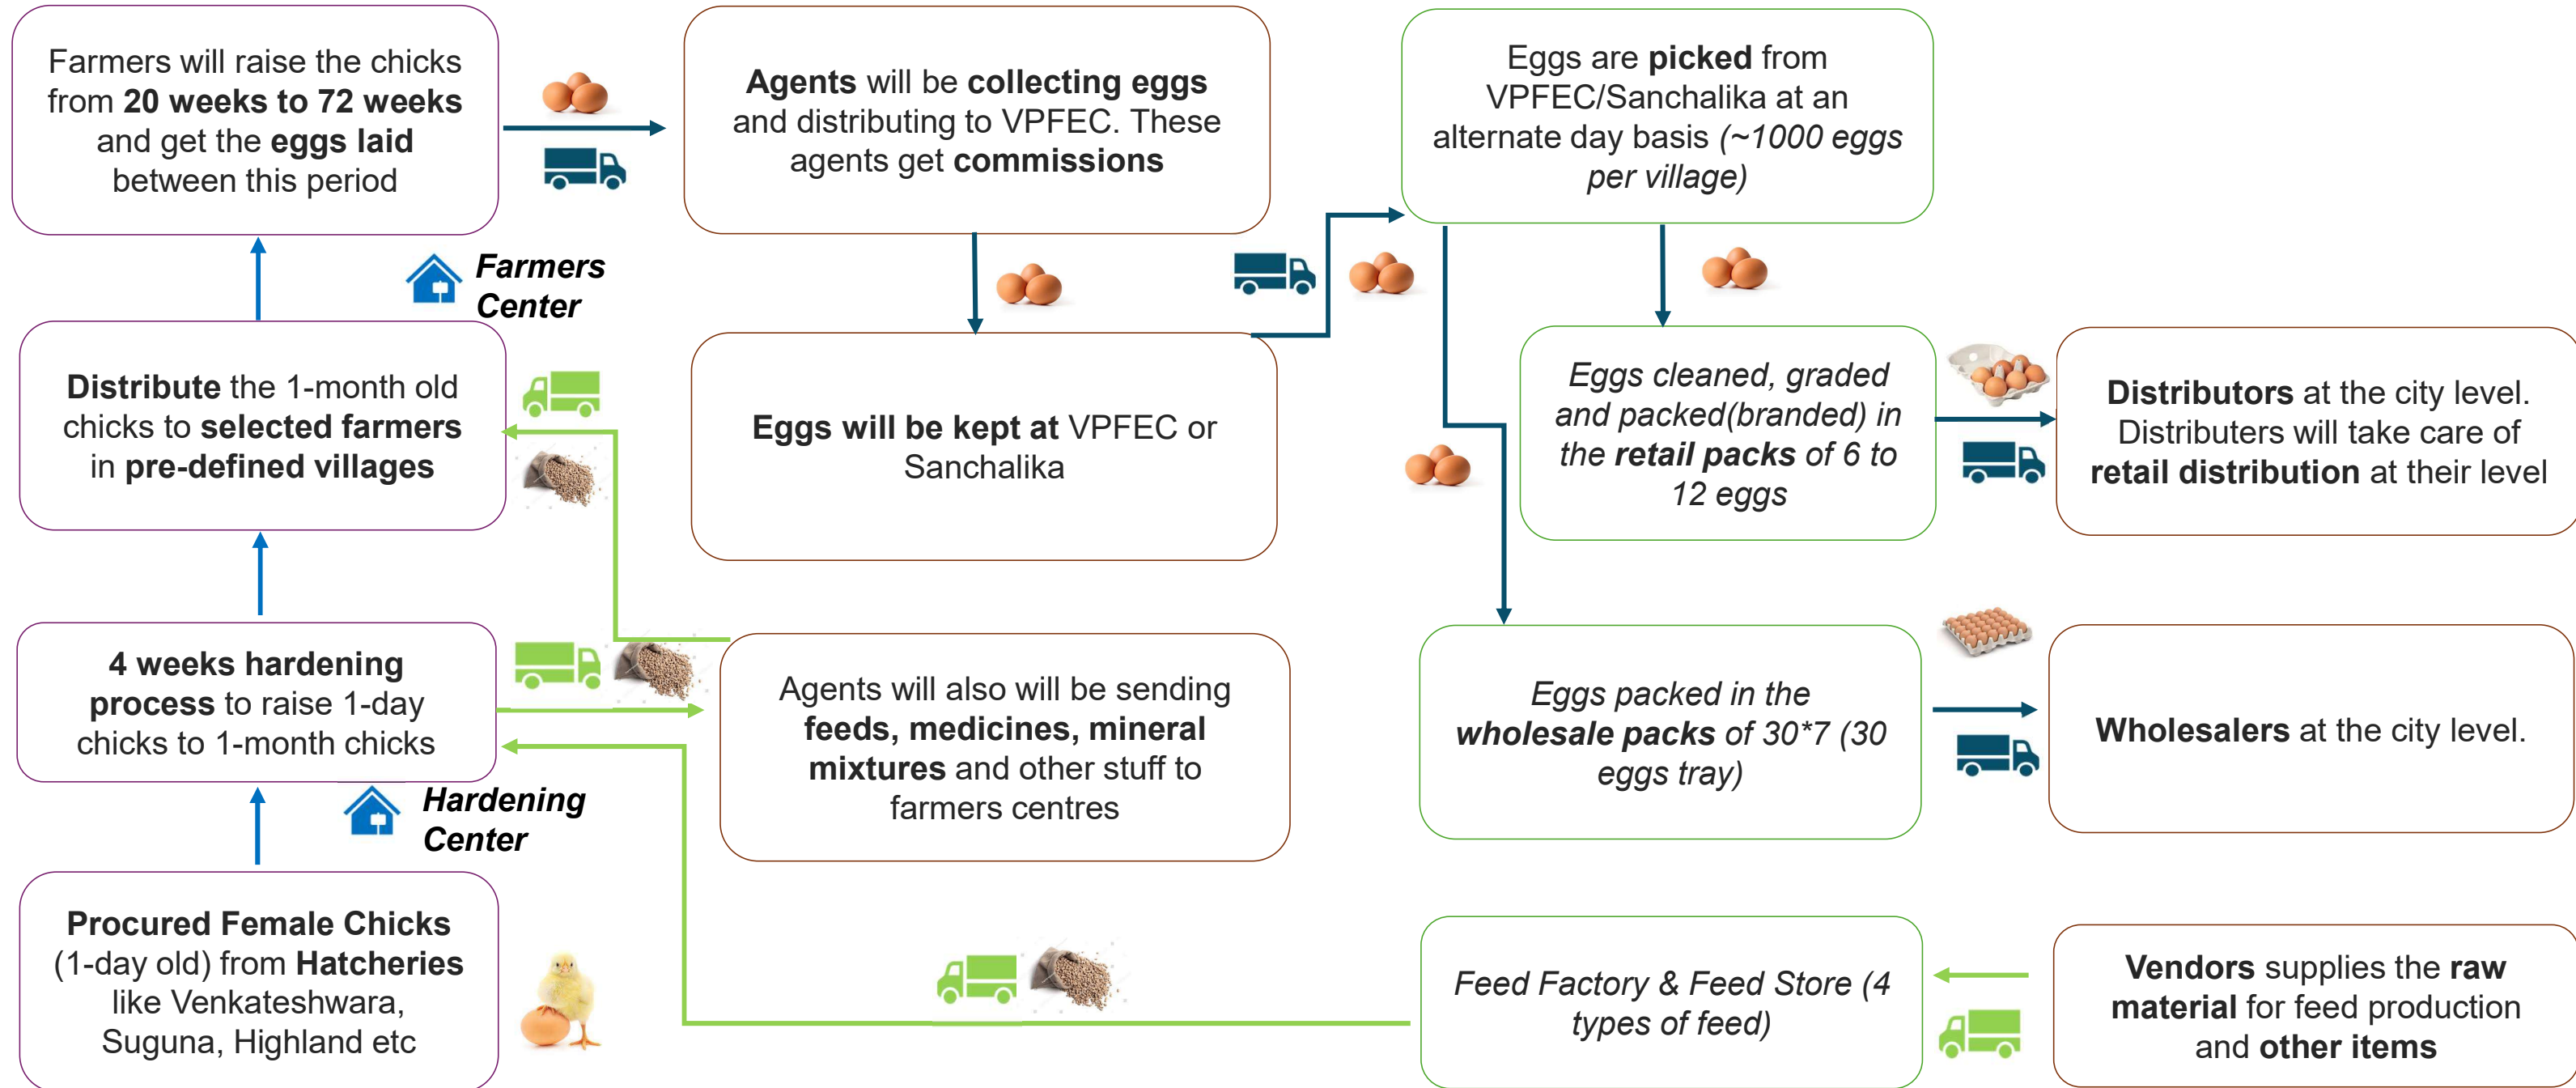 Farmers will raise the chicks
from 20 weeks to 72 weeks
and get the eggs laid
between this period
Agents will be collecting eggs
and distributing to VPFEC. These
agents get commissions
Eggs are picked from
VPFEC/Sanchalika at an
alternate day basis (~1000 eggs
per village)
Farmers
Center
Distribute the 1-month old
chicks to selected farmers
in pre-defined villages
Eggs will be kept at VPFEC or
Sanchalika
Eggs cleaned, graded
and packed(branded) in
the retail packs of 6 to
12 eggs
Distributors at the city level.
Distributers will take care of
retail distribution at their level
4 weeks hardening
process to raise 1-day
chicks to 1-month chicks
Agents will also will be sending
feeds, medicines, mineral
mixtures and other stuff to
farmers centres
Eggs packed in the
wholesale packs of 30*7 (30
eggs tray)
Wholesalers at the city level.
Hardening
Center
Procured Female Chicks
(1-day old) from Hatcheries
like Venkateshwara,
Suguna, Highland etc
Feed Factory & Feed Store (4
types of feed)
Vendors supplies the raw
material for feed production
and other items